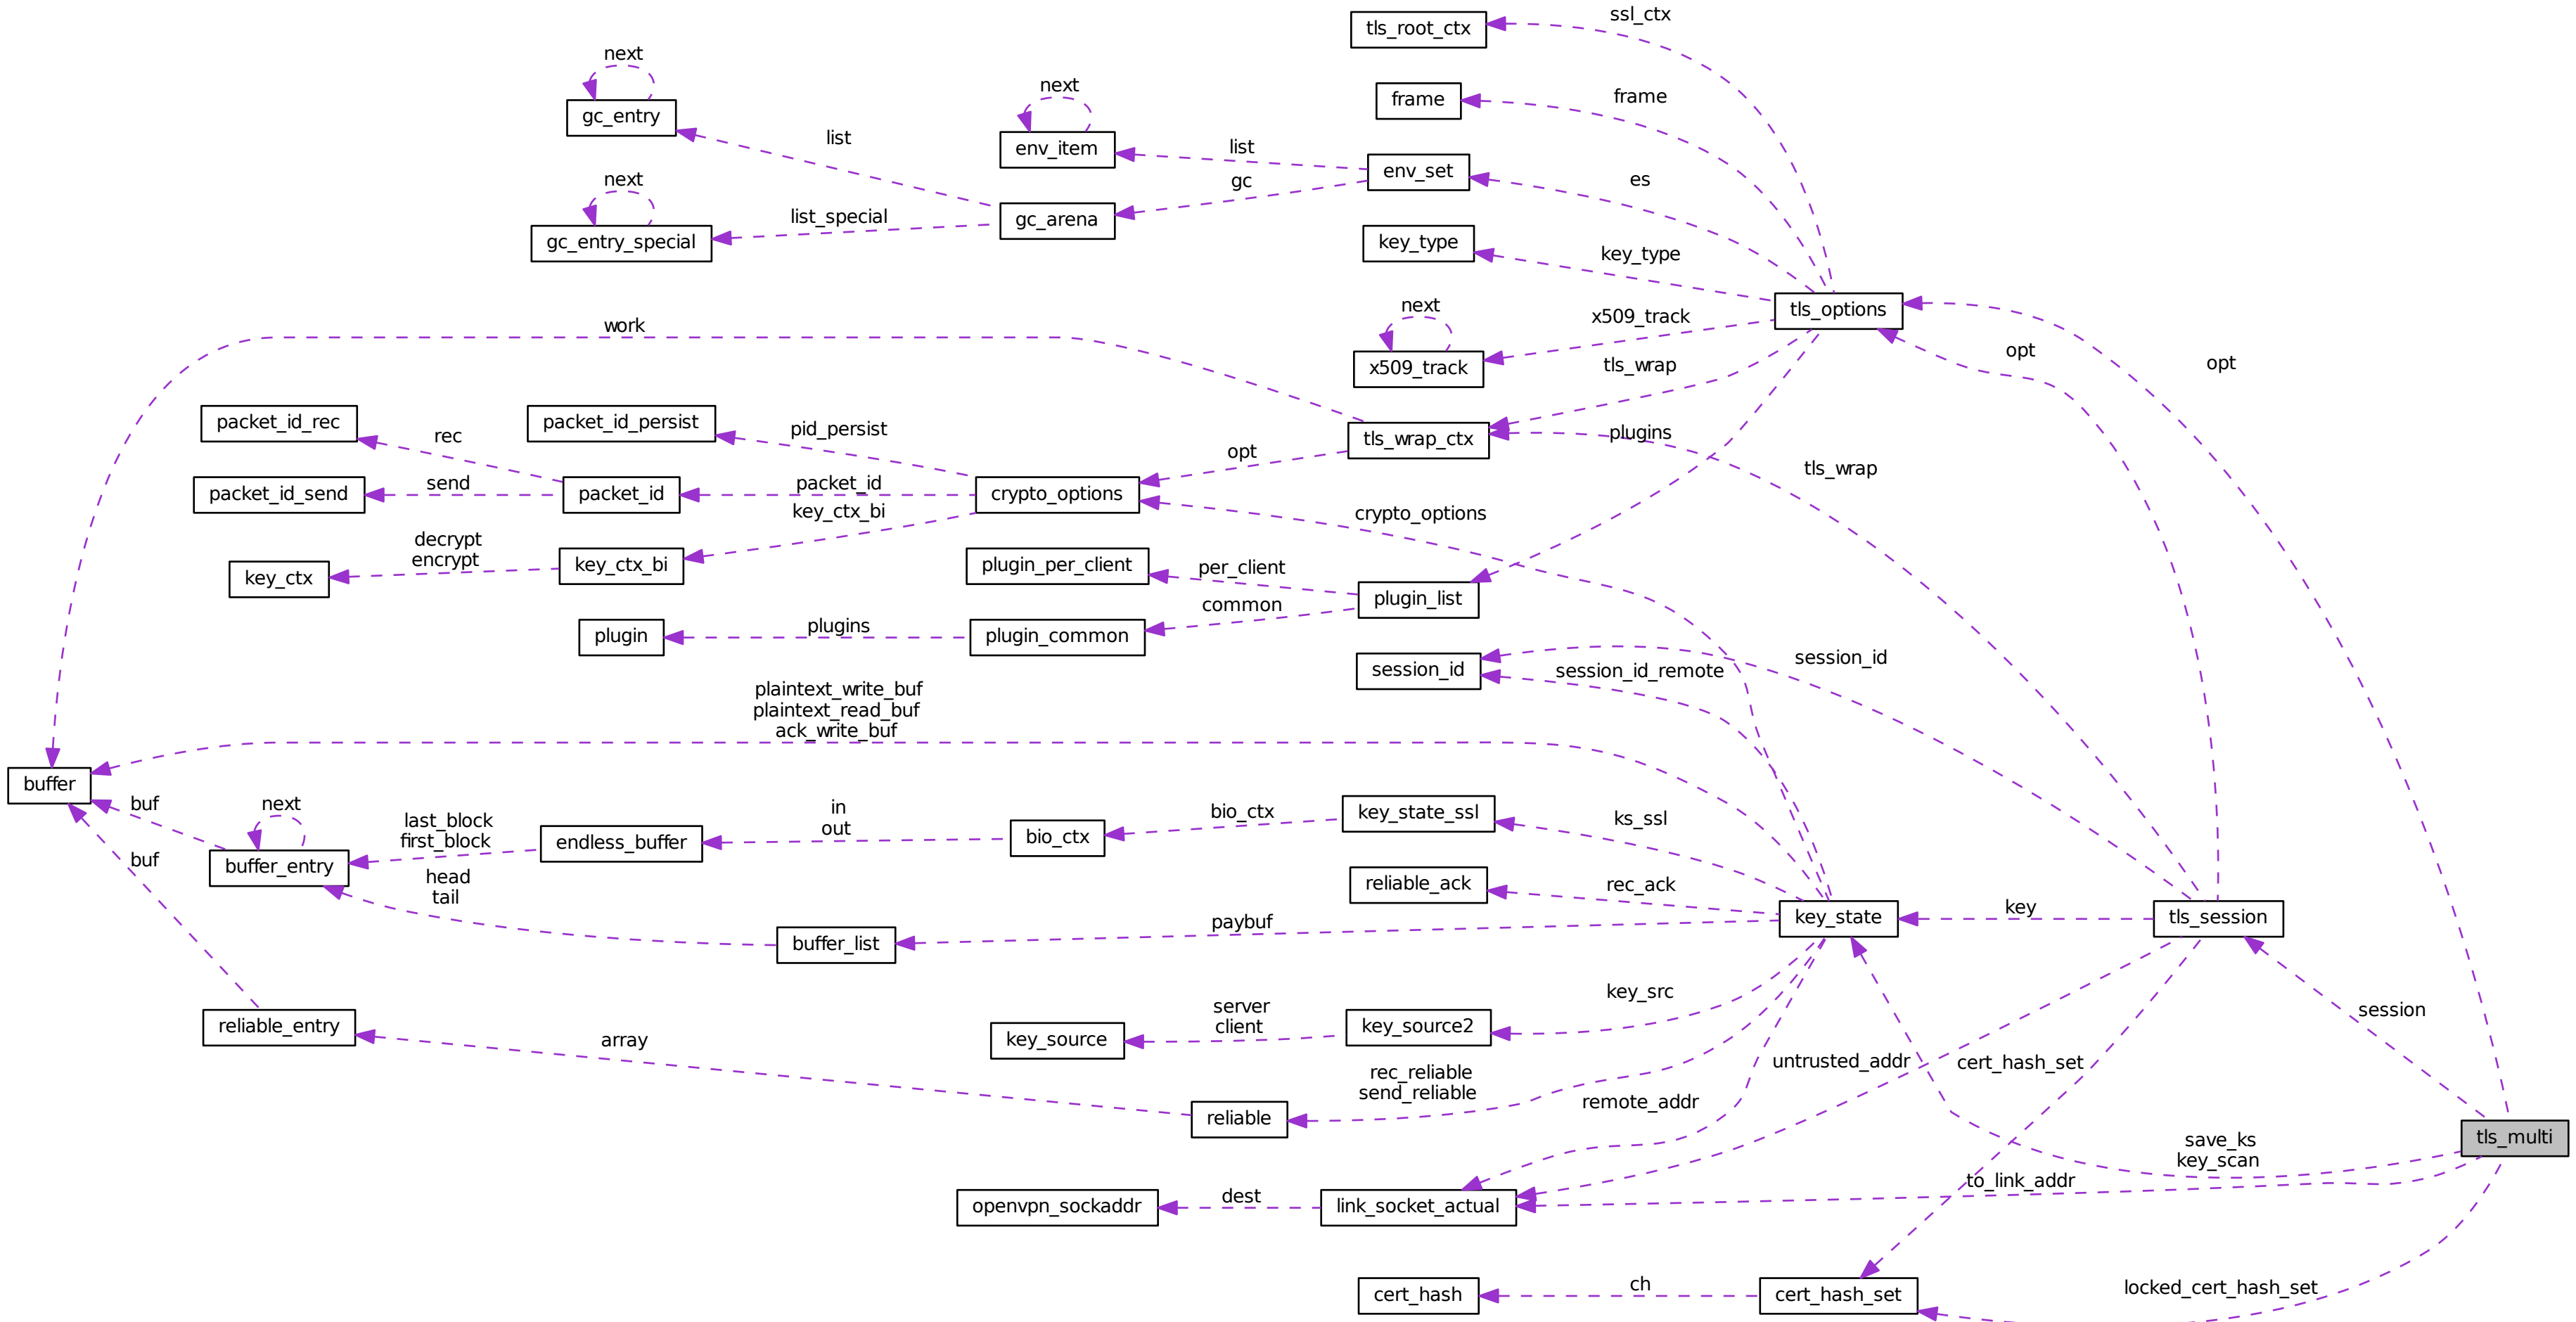 ssl_ctx
tls_root_ctx
next
next
frame
frame
gc_entry
list
env_item
list
env_set
es
gc
next
list_special
gc_arena
gc_entry_special
key_type
key_type
next
x509_track
tls_options
work
x509_track
tls_wrap
opt
opt
packet_id_rec
packet_id_persist
pid_persist
rec
tls_wrap_ctx
plugins
opt
tls_wrap
packet_id_send
send
packet_id
packet_id
crypto_options
key_ctx_bi
crypto_options
decrypt
encrypt
key_ctx
key_ctx_bi
plugin_per_client
per_client
plugin_list
common
plugin
plugins
plugin_common
session_id
session_id_remote
session_id
plaintext_write_buf
plaintext_read_buf
ack_write_buf
buffer
buf
next
last_block
first_block
in
out
bio_ctx
key_state_ssl
ks_ssl
endless_buffer
bio_ctx
buf
buffer_entry
head
tail
reliable_ack
rec_ack
paybuf
buffer_list
key_state
key
tls_session
key_src
session
reliable_entry
array
key_source
server
client
key_source2
rec_reliable
send_reliable
untrusted_addr
cert_hash_set
remote_addr
reliable
tls_multi
save_ks
key_scan
to_link_addr
openvpn_sockaddr
dest
link_socket_actual
cert_hash
ch
cert_hash_set
locked_cert_hash_set